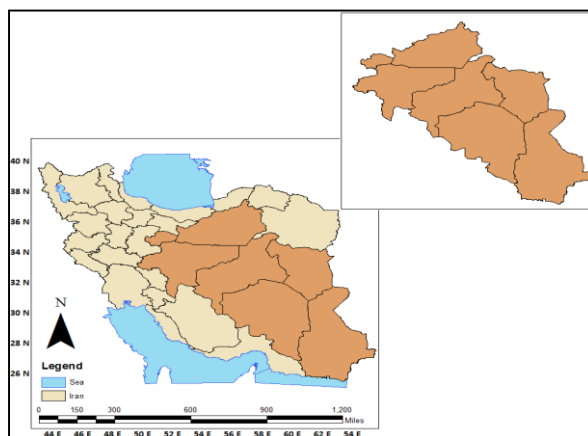 40 N
38 N
36 N
34 N
32 N
30 N
28 N
26 N
N
Legend
Sea
Iran
0 150 300 600 900 1,200
Miles
44 E 46 E 48 E 50 E 52 E 54 E 56 E 58 E 60 E 62 E 54 E